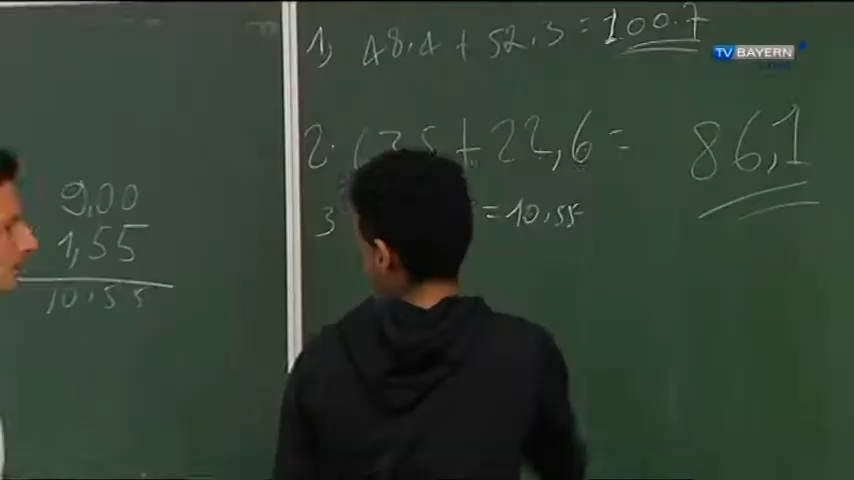 1, 48.4 + 52.3 = 100.7
TV BAYERN
2. 63,5 + 22,6 = 86,1
3 = 10,55
9,00
1,55
10,55